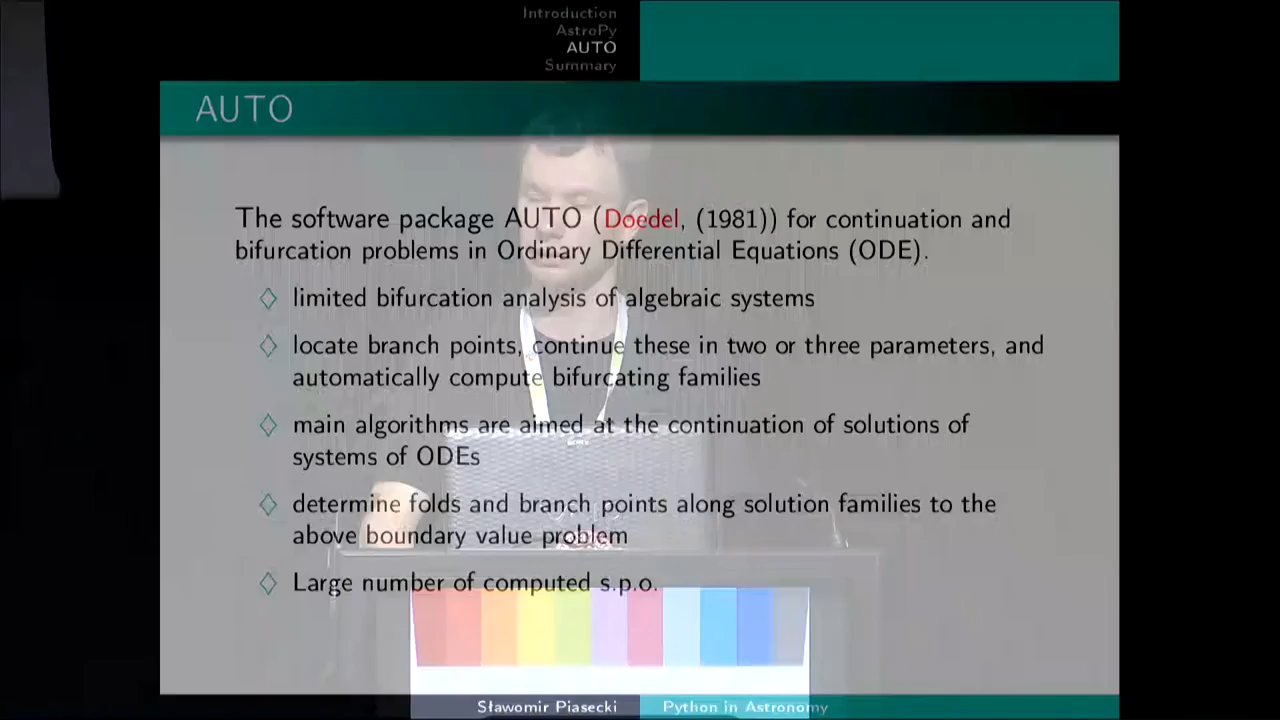 Introduction
AstroPy
AUTO
Summary
AUTO
The software package AUTO (Doedel, (1981)) for continuation and
bifurcation problems in Ordinary Differential Equations (ODE).
limited bifurcation analysis of algebraic systems
locate branch points, continue these in two or three parameters, and
automatically compute bifurcating families
main algorithms are aimed at the continuation of solutions of
systems of ODEs
determine folds and branch points along solution families to the
above boundary value problem
Large number of computed s.p.o.
Sławomir Piasecki
Python in Astronomy